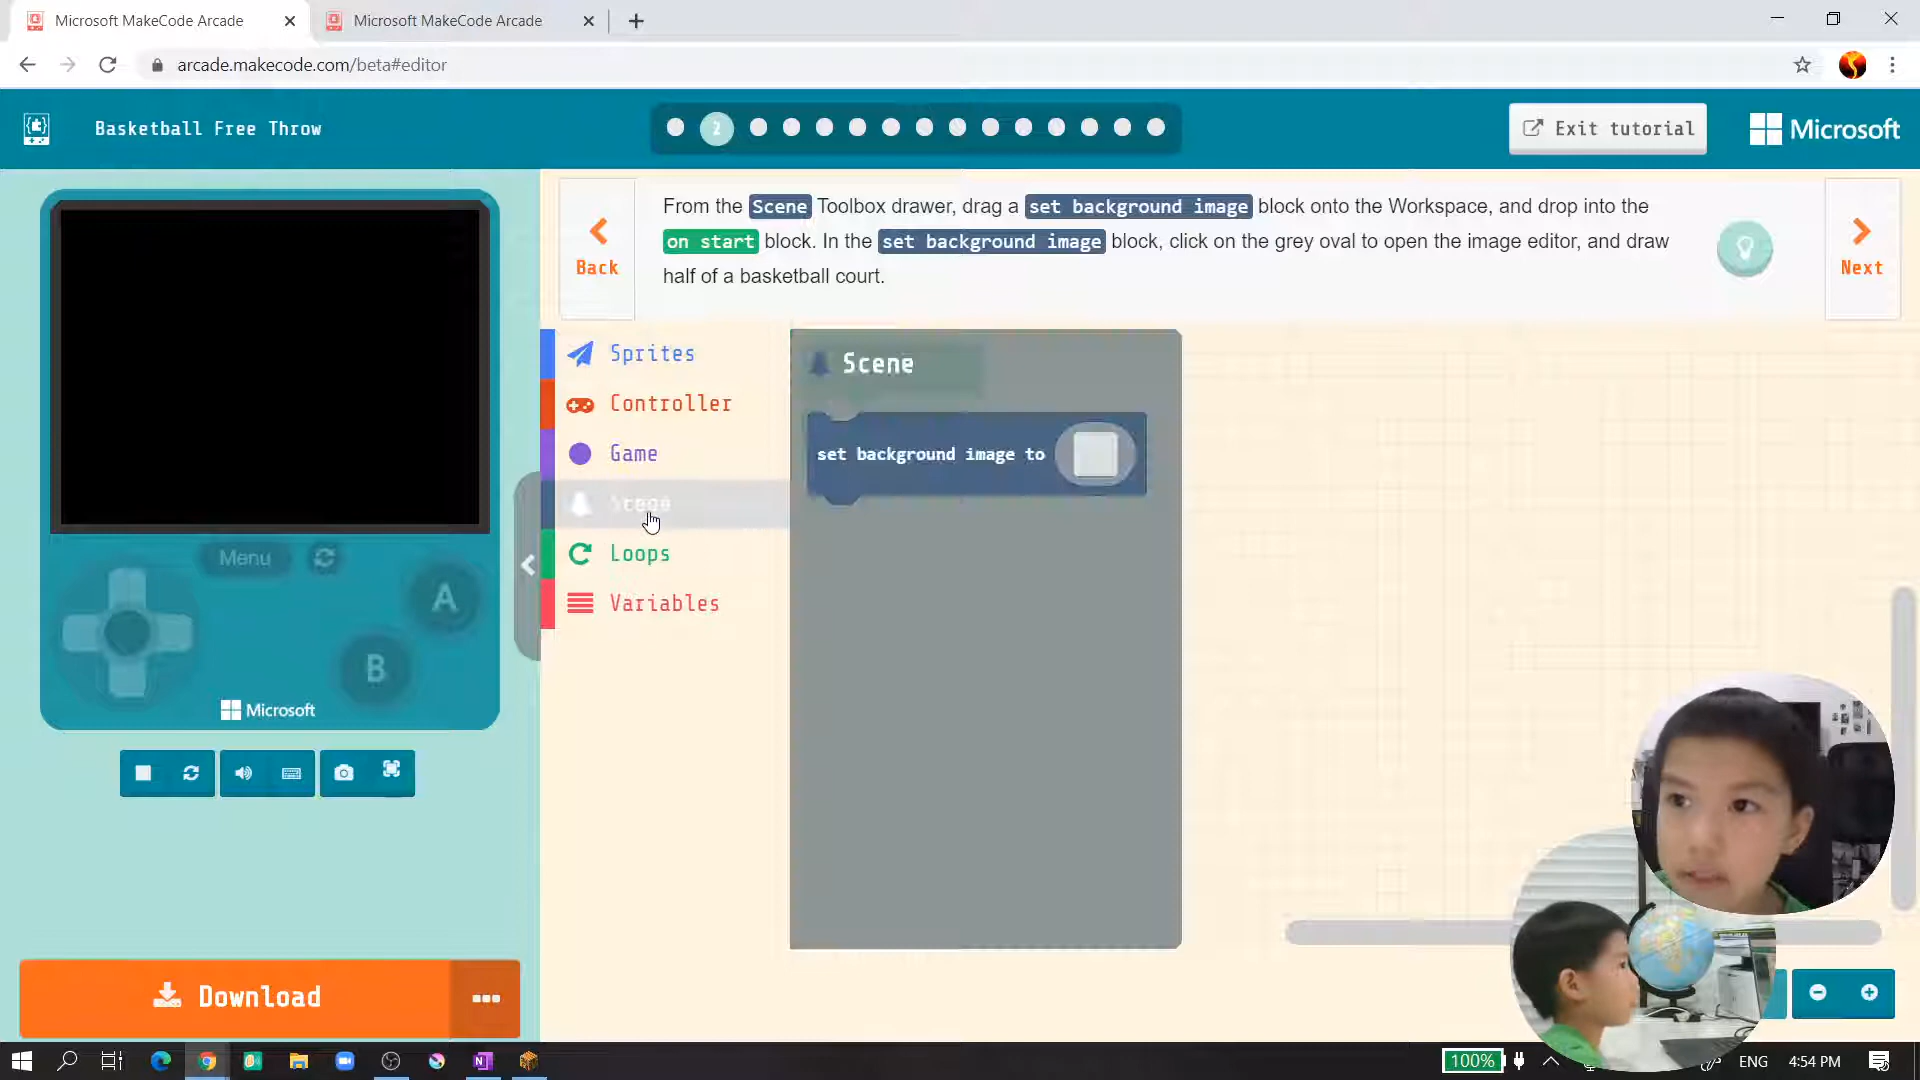 Microsoft MakeCode Arcade
Microsoft MakeCode Arcade
arcade.makecode.com/beta#editor
Basketball Free Throw
2
Exit tutorial
Microsoft
Back
From the Scene Toolbox drawer, drag a set background image block onto the Workspace, and drop into the
on start block. In the set background image block, click on the grey oval to open the image editor, and draw
half of a basketball court.
Next
Sprites
Controller
Game
Scene
Loops
Variables
Scene
set background image to
Menu
A
B
Microsoft
Download
100%
ENG
4:54 PM